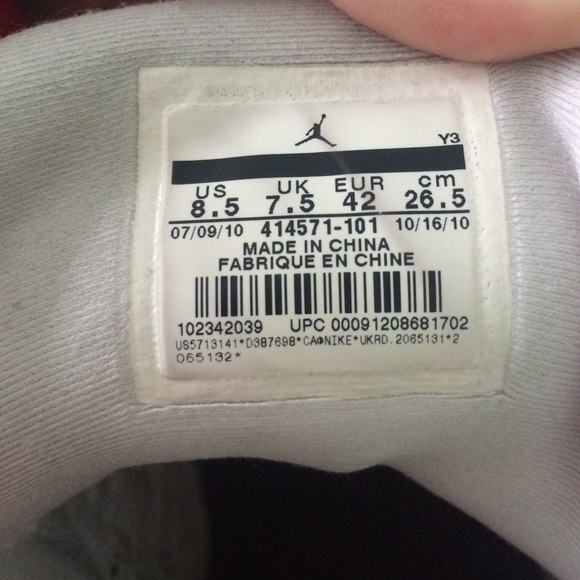 Y3
US UK EUR cm
8.5 7.5 42 26.5
07/09/10 414571-101 10/16/10
MADE IN CHINA
FABRIQUE EN CHINE
102342039 UPC 00091208681702
US5713141*D387698*CA@NIKE*UKRD.2065131*2
065132*